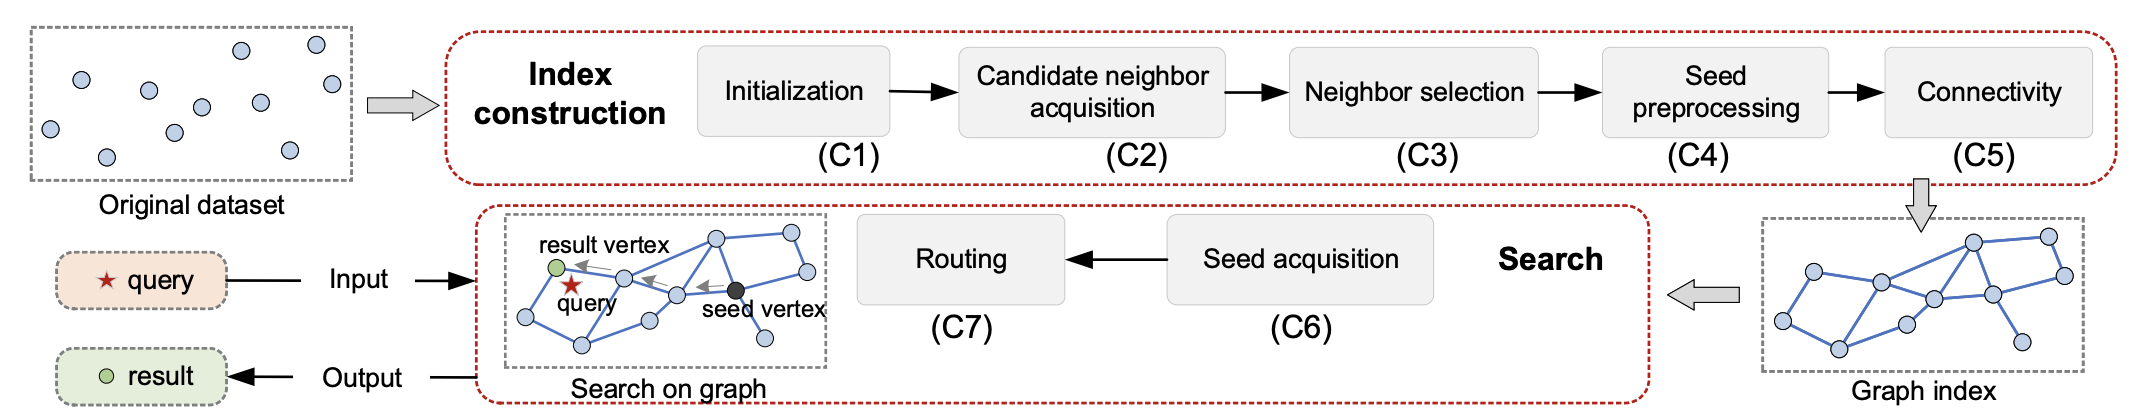 Index
construction
Initialization
(C1)
Candidate neighbor
acquisition
(C2)
Neighbor selection
(C3)
Seed
preprocessing
(C4)
Connectivity
(C5)
Original dataset
query
Input
result vertex
query
seed vertex
Search on graph
Routing
(C7)
Seed acquisition
(C6)
Search
Graph index
result
Output